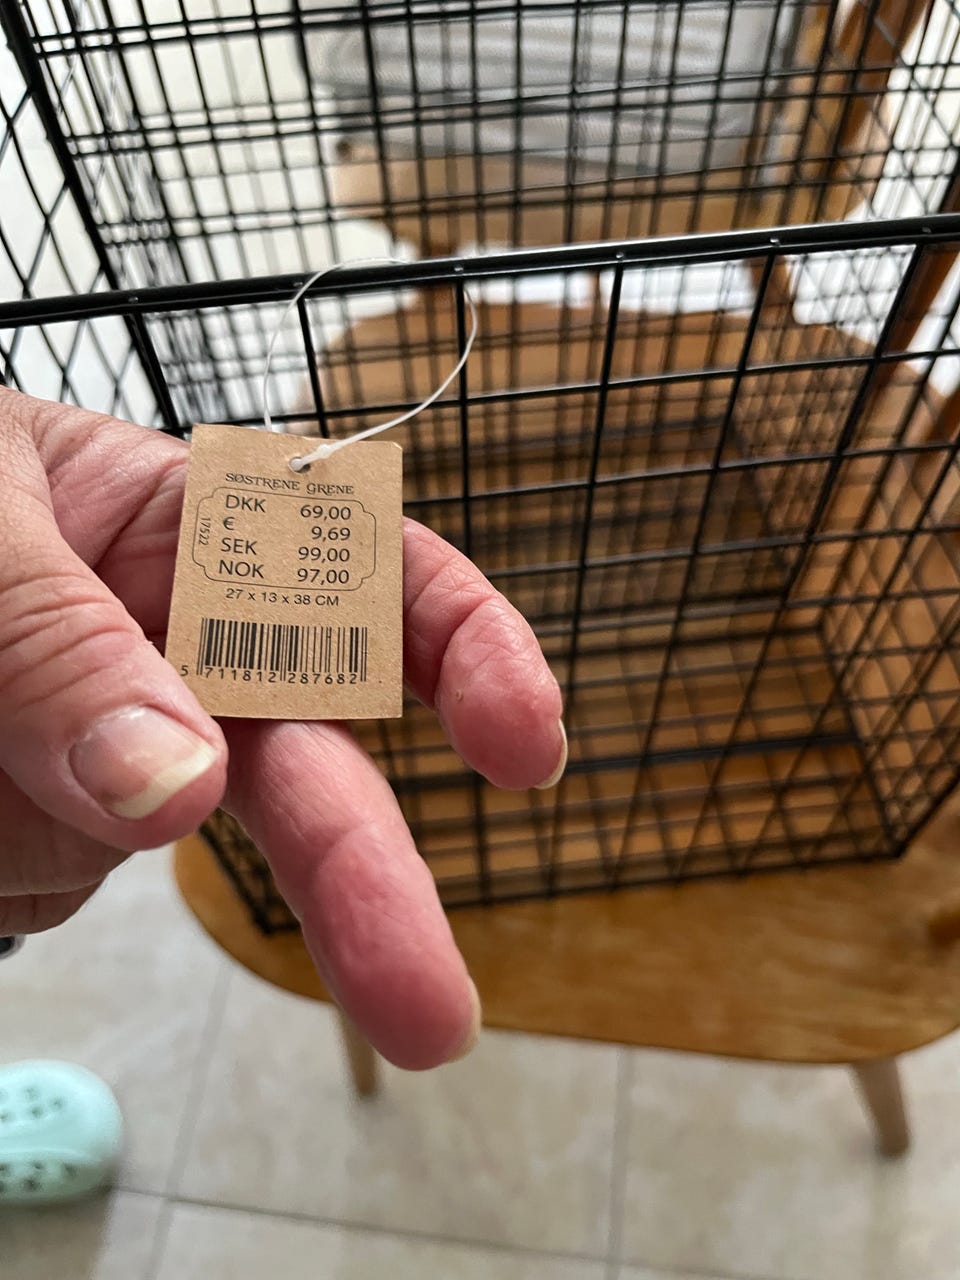 SØSTRENE GRENE
DKK 69,00
€ 9,69
SEK 99,00
NOK 97,00
17522
27 x 13 x 38 CM
5 711812 287682